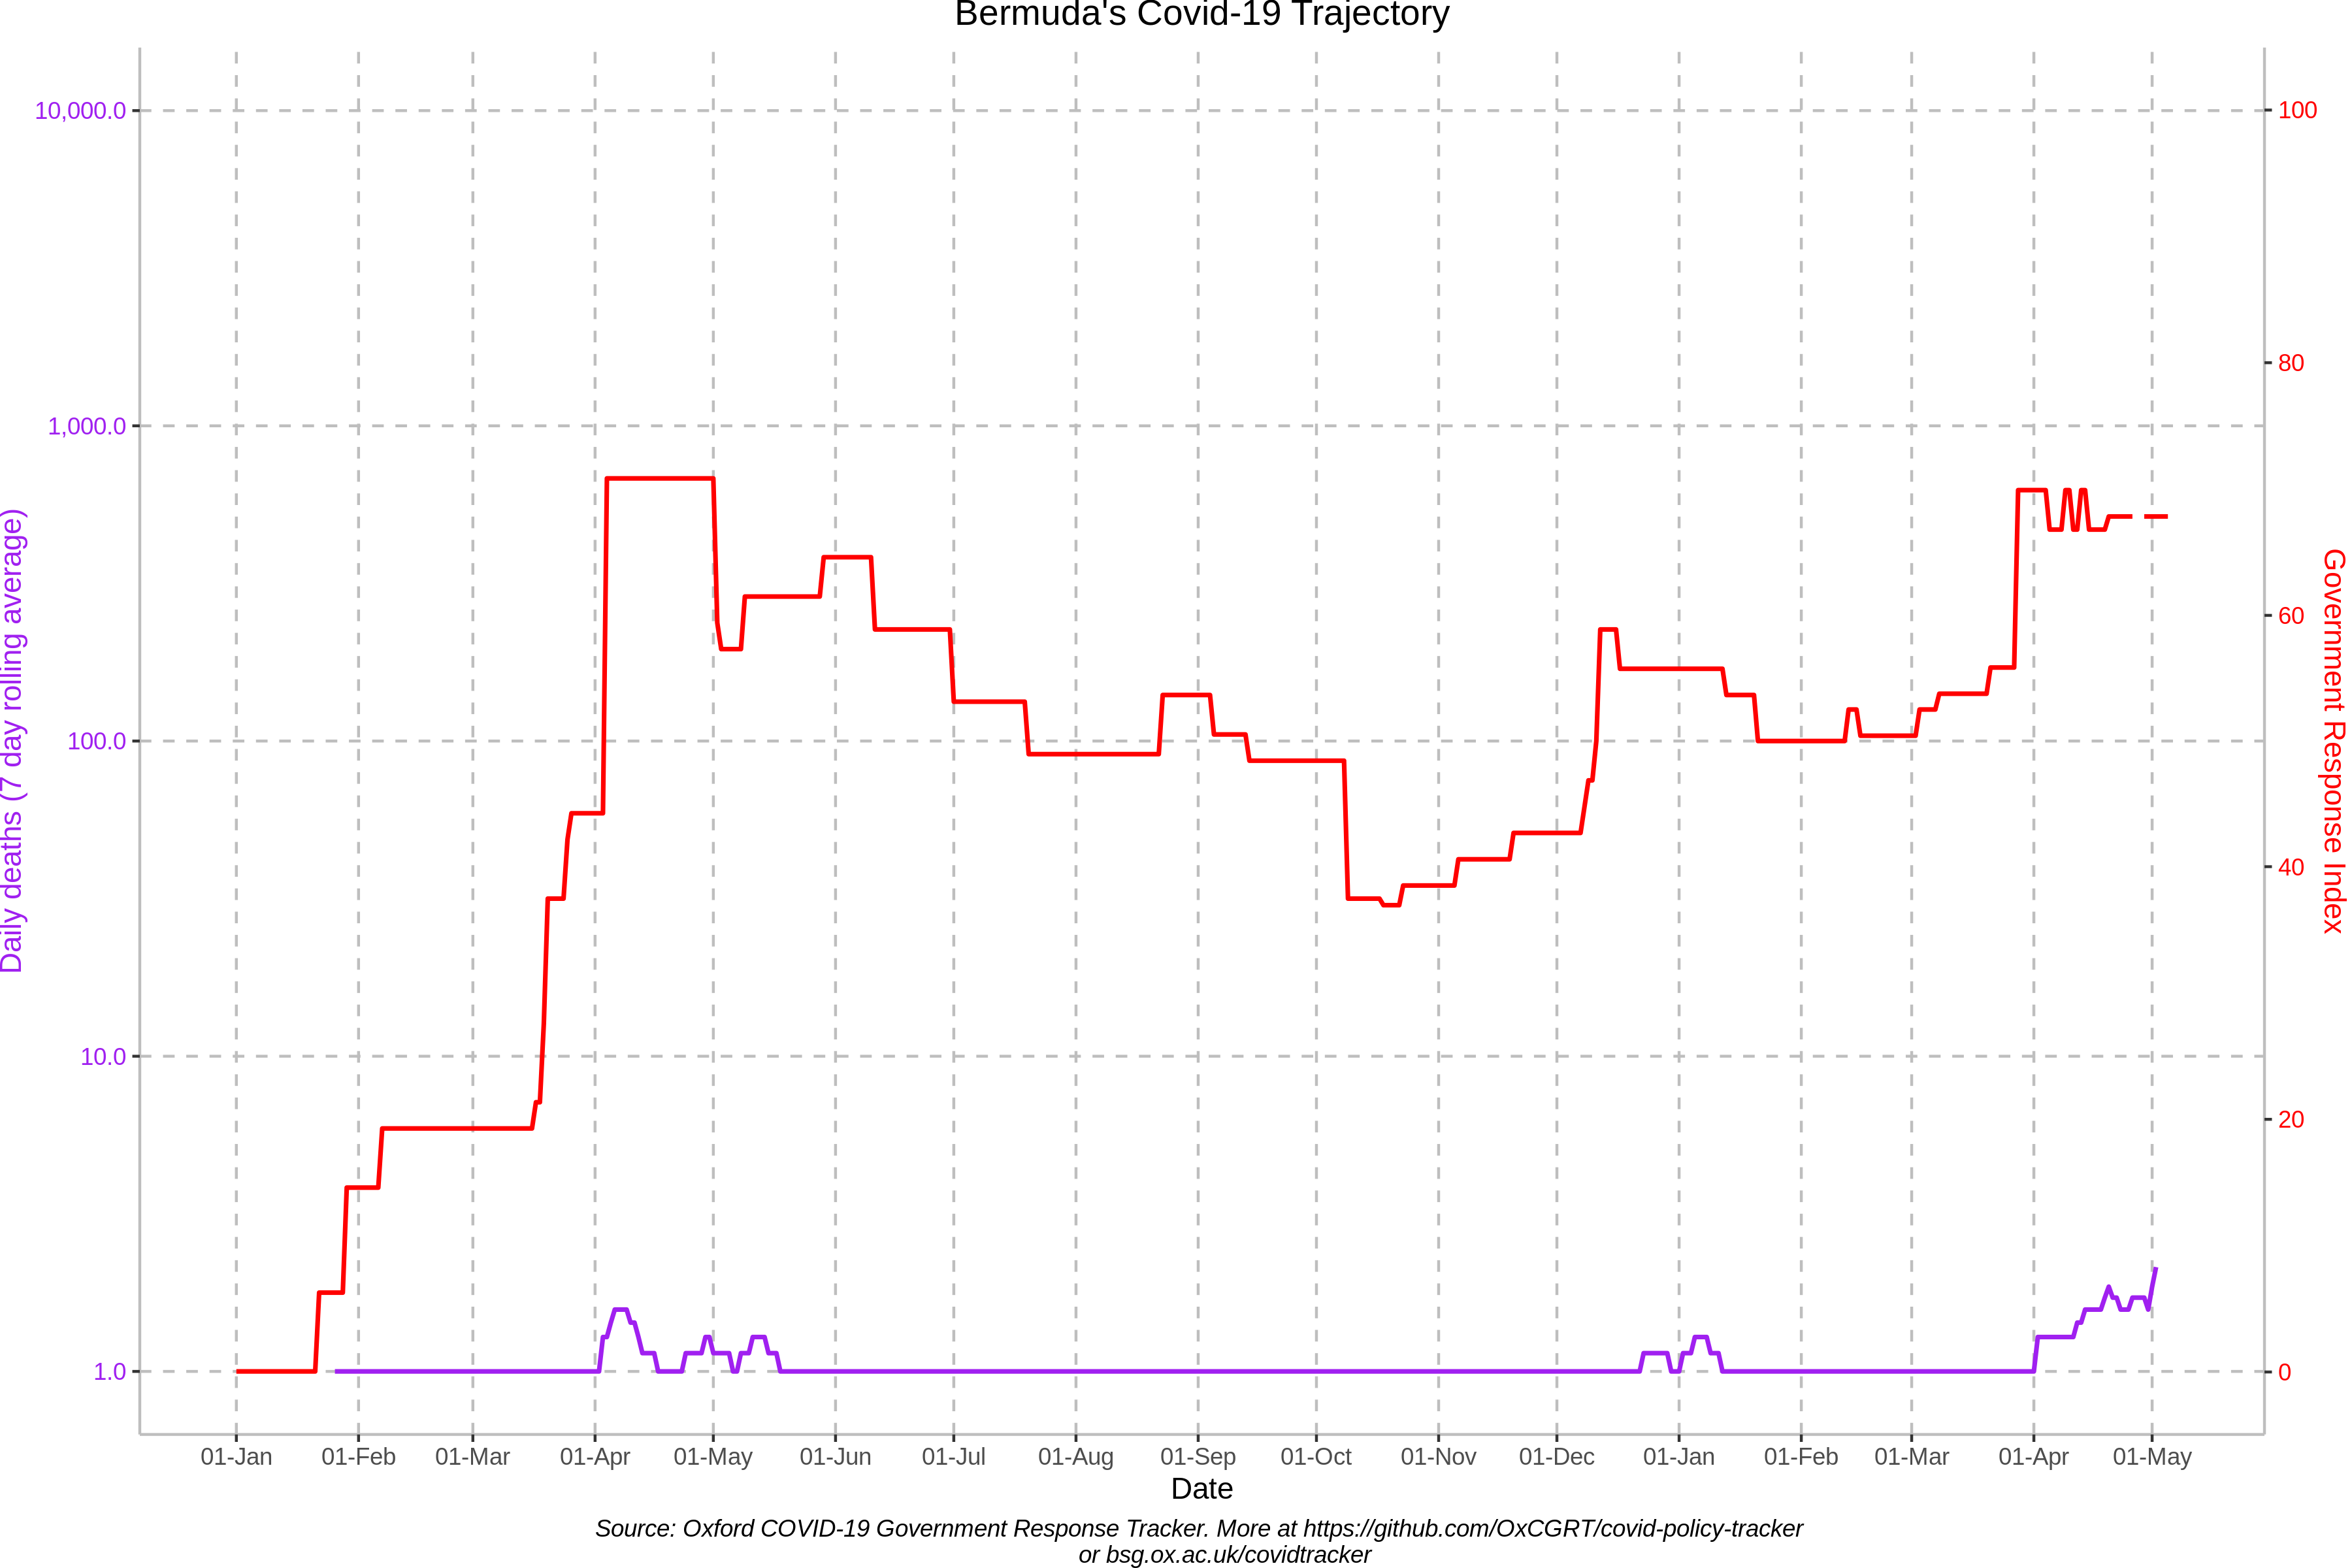 Bermuda's Covid-19 Trajectory
10,000.0
1,000.0
100.0
10.0
1.0
Daily deaths (7 day rolling average)
100
80
60
40
20
0
Government Response Index
01-Jan 01-Feb 01-Mar 01-Apr 01-May 01-Jun 01-Jul 01-Aug 01-Sep 01-Oct 01-Nov 01-Dec 01-Jan 01-Feb 01-Mar 01-Apr 01-May
Date
Source: Oxford COVID-19 Government Response Tracker. More at https://github.com/OxCGRT/covid-policy-tracker
or bsg.ox.ac.uk/covidtracker